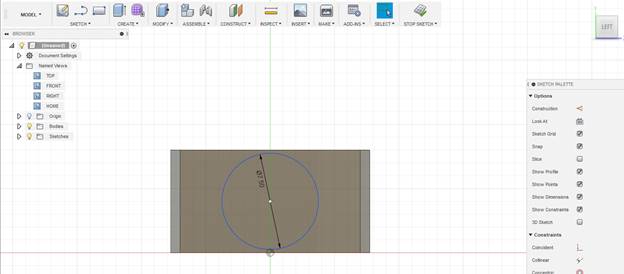 MODEL
SKETCH
CREATE
MODIFY
ASSEMBLE
CONSTRUCT
INSPECT
INSERT
MAKE
ADD-INS
SELECT
STOP SKETCH
BROWSER
(Unsaved)
Document Settings
Named Views
TOP
FRONT
RIGHT
HOME
Origin
Bodies
Sketches
Ø7.50
LEFT
SKETCH PALETTE
Options
Construction
Look At
Sketch Grid
Snap
Slice
Show Profile
Show Points
Show Dimensions
Show Constraints
3D Sketch
Constraints
Coincident
Collinear
Concentric